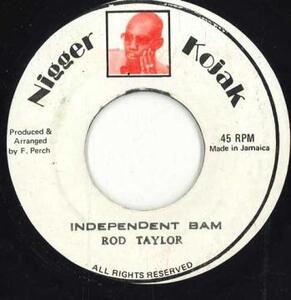 Nigger Kojak
Produced &
Arranged
by F. Perch
45 RPM
Made in Jamaica
INDEPENDENT BAM
ROD TAYLOR
ALL RIGHTS RESERVED